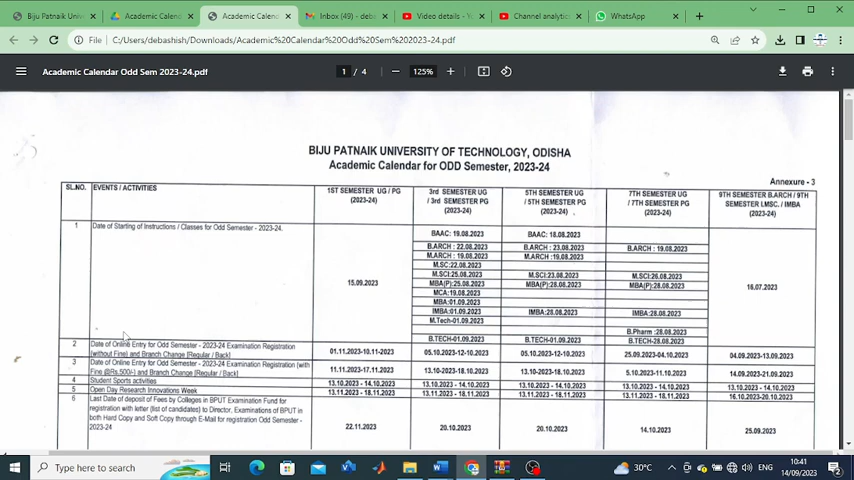 Biju Patnaik Univ
Academic Calenda
Academic Calenda
Inbox (49) - deba
Video details - Yo
Channel analytic
WhatsApp
File
C:/Users/debashish/Downloads/Academic%20Calendar%20Odd%20Sem%202023-24.pdf
Academic Calendar Odd Sem 2023-24.pdf
1 / 4
125%
BIJU PATNAIK UNIVERSITY OF TECHNOLOGY, ODISHA
Academic Calendar for ODD Semester, 2023-24
Annexure - 3
SL.NO. EVENTS / ACTIVITIES 1ST SEMESTER UG / PG (2023-24) 3rd SEMESTER UG / 3rd SEMESTER PG (2023-24) 5TH SEMESTER UG / 5TH SEMESTER PG (2023-24) 7TH SEMESTER UG / 7TH SEMESTER PG (2023-24) 9TH SEMESTER B.ARCH / 9TH SEMESTER I.MSC. / IMBA (2023-24)
1 Date of Starting of Instructions / Classes for Odd Semester - 2023-24.
15.09.2023
BAAC: 19.08.2023
B.ARCH : 22.08.2023
M.ARCH : 19.08.2023
M.SC:22.08.2023
M.SCI:25.08.2023
MBA(P):25.08.2023
MCA:19.08.2023
MBA:01.09.2023
IMBA:01.09.2023
M.Tech-01.09.2023
B.TECH-01.09.2023
BAAC: 18.08.2023
B.ARCH : 23.08.2023
M.ARCH :19.08.2023
M.SCI:23.08.2023
MBA(P):28.08.2023
IMBA:28.08.2023
B.TECH-01.09.2023
B.ARCH : 19.08.2023
M.SCI:26.08.2023
MBA(P):28.08.2023
IMBA:28.08.2023
B.Pharm :28.08.2023
B.TECH-28.08.2023
16.07.2023
2 Date of Online Entry for Odd Semester - 2023-24 Examination Registration
[without Fine} and Branch Change [Regular / Back]
01.11.2023-10.11-2023 05.10.2023-12-10.2023 05.10.2023-12-10.2023 25.09.2023-04.10.2023 04.09.2023-13.09.2023
3 Date of Online Entry for Odd Semester - 2023-24 Examination Registration {with
Fine @Rs.500/-} and Branch Change [Regular / Back]
11.11.2023-17.11.2023 13.10.2023-18.10.2023 13.10.2023-18.10.2023 5.10.2023-11.10.2023 14.09.2023-21.09.2023
4 Student Sports activities 13.10.2023 - 14.10.2023 13.10.2023 - 14.10.2023 13.10.2023 - 14.10.2023 13.10.2023 - 14.10.2023 13.10.2023 - 14.10.2023
5 Open Day Research Innovations Week 13.11.2023 - 18.11.2023 13.11.2023 - 18.11.2023 13.11.2023 - 18.11.2023 13.11.2023 - 18.11.2023 16.10.2023-20.10.2023
6 Last Date of deposit of Fees by Colleges in BPUT Examination Fund for
registration with letter (list of candidates) to Director, Examinations of BPUT in
both Hard Copy and Soft Copy through E-Mail for registration Odd Semester -
2023-24
22.11.2023 20.10.2023 20.10.2023 14.10.2023 25.09.2023
Type here to search
30°C
ENG
10:41
14/09/2023
2